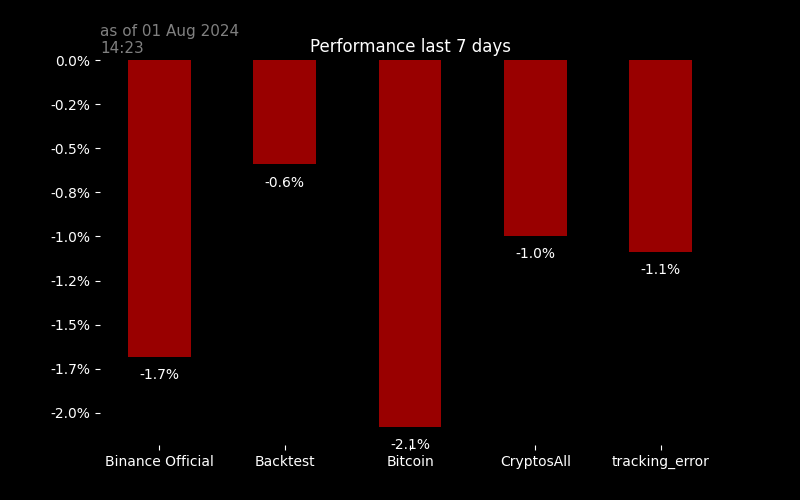 as of 01 Aug 2024
14:23
Performance last 7 days
0.0%
-0.2%
-0.5%
-0.8%
-1.0%
-1.2%
-1.5%
-1.7%
-2.0%
-1.7%
-0.6%
-2.1%
-1.0%
-1.1%
Binance Official
Backtest
Bitcoin
CryptosAll
tracking_error